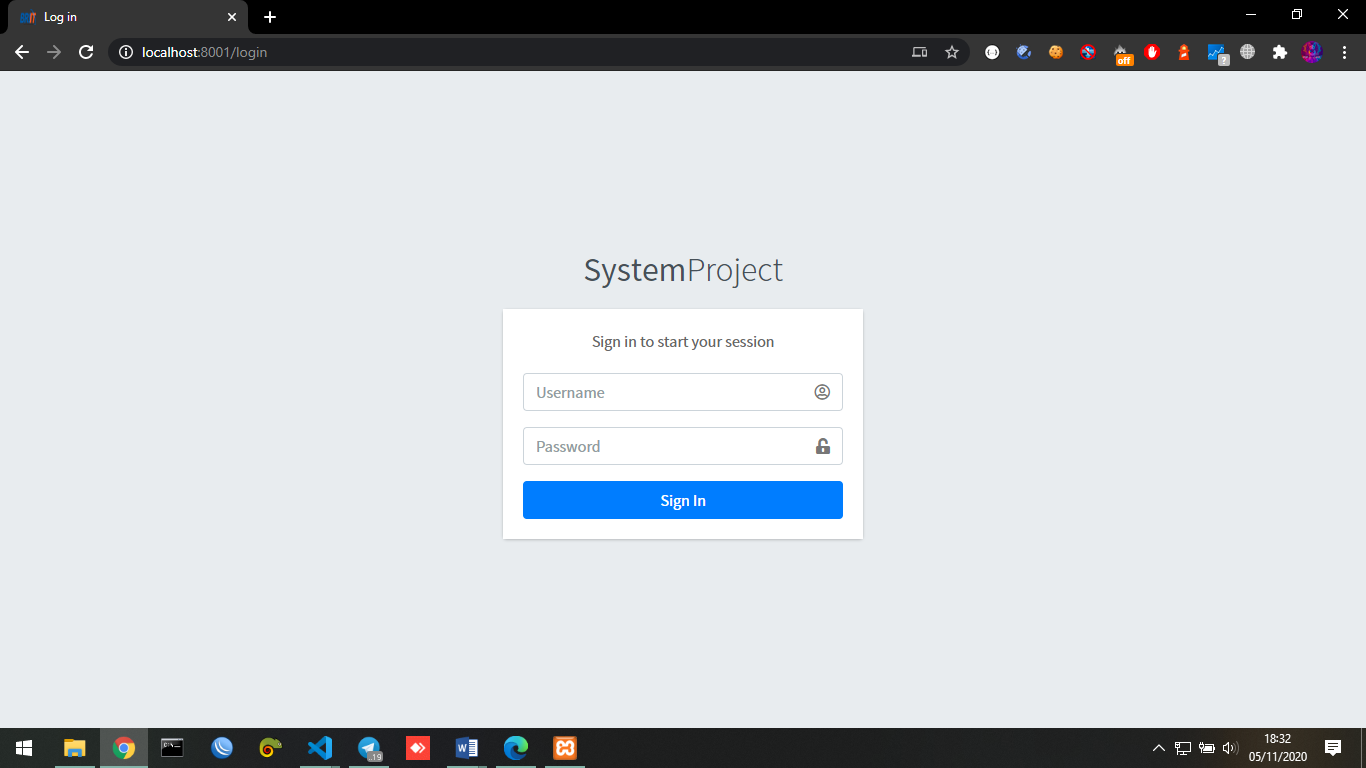 Log in
localhost:8001/login
off
?
SystemProject
Sign in to start your session
Username
Password
Sign In
19
18:32
05/11/2020